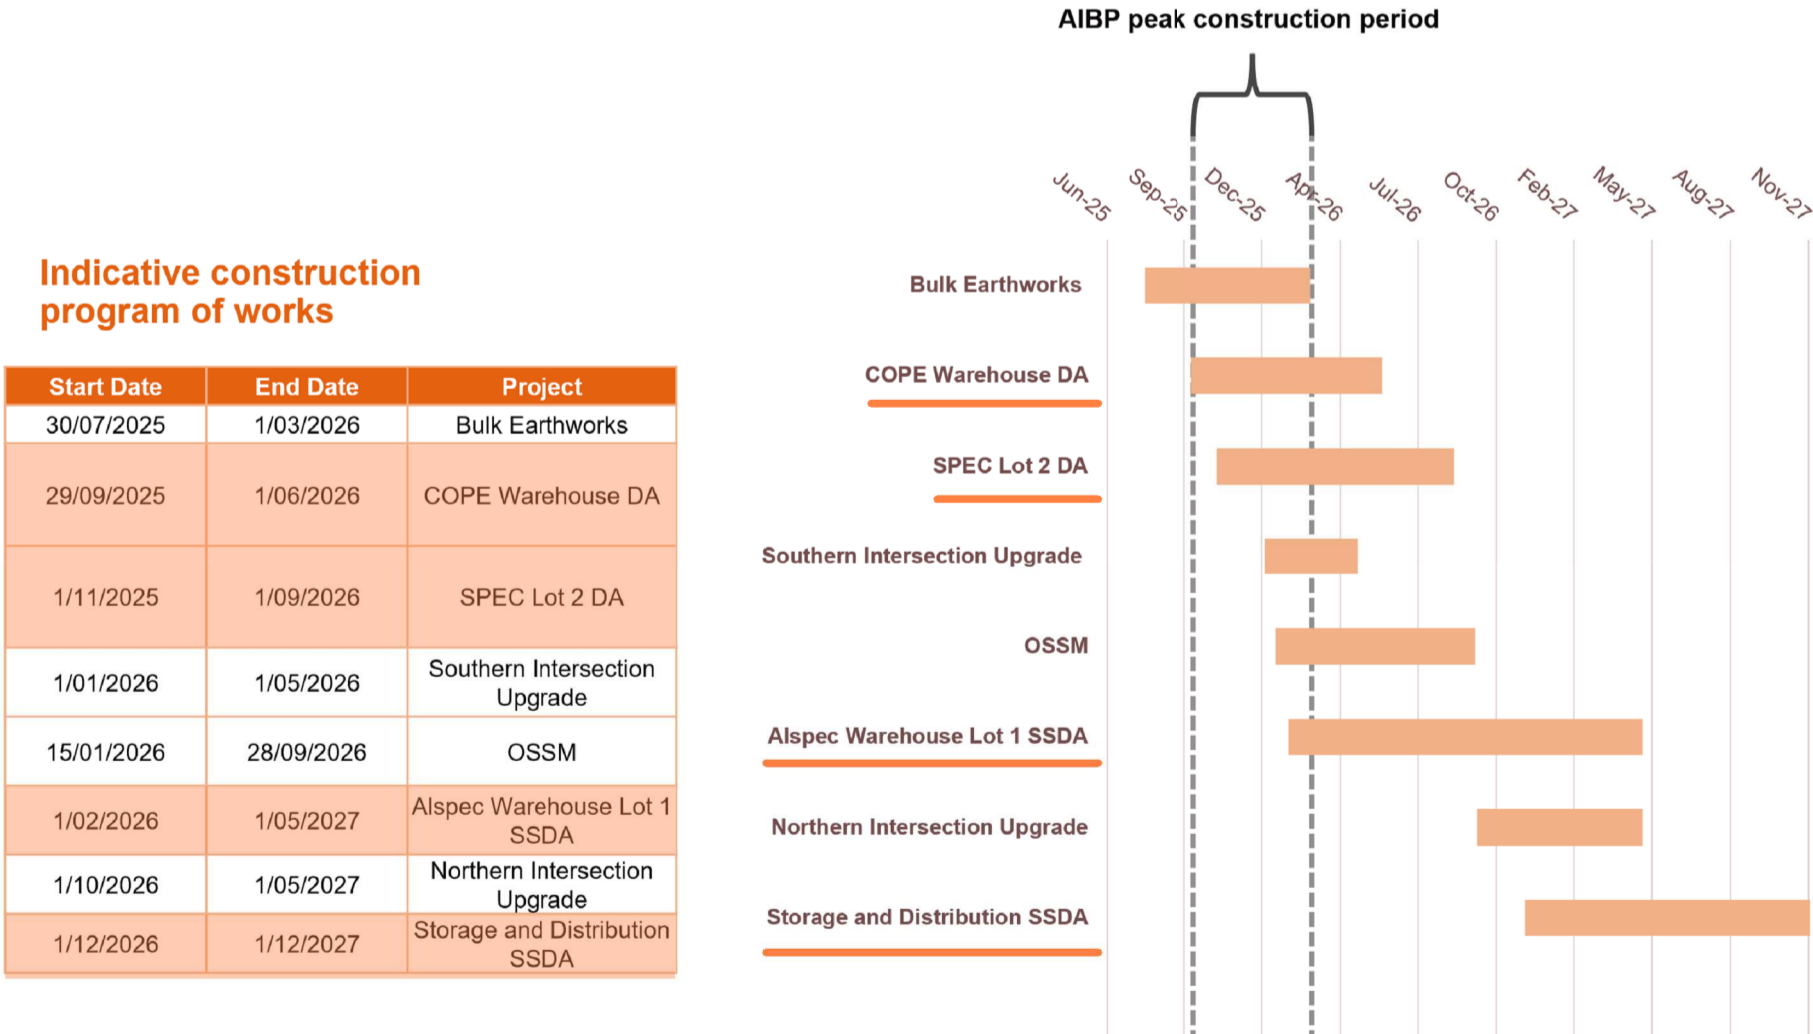 AIBP peak construction period
Jun-25 Sep-25 Dec-25 Apr-26 Jul-26 Oct-26 Feb-27 May-27 Aug-27 Nov-27
Indicative construction
program of works
Start Date End Date Project
30/07/2025 1/03/2026 Bulk Earthworks
29/09/2025 1/06/2026 COPE Warehouse DA
1/11/2025 1/09/2026 SPEC Lot 2 DA
1/01/2026 1/05/2026 Southern Intersection
Upgrade
15/01/2026 28/09/2026 OSSM
1/02/2026 1/05/2027 Alspec Warehouse Lot 1
SSDA
1/10/2026 1/05/2027 Northern Intersection
Upgrade
1/12/2026 1/12/2027 Storage and Distribution
SSDA
Bulk Earthworks
COPE Warehouse DA
SPEC Lot 2 DA
Southern Intersection Upgrade
OSSM
Alspec Warehouse Lot 1 SSDA
Northern Intersection Upgrade
Storage and Distribution SSDA